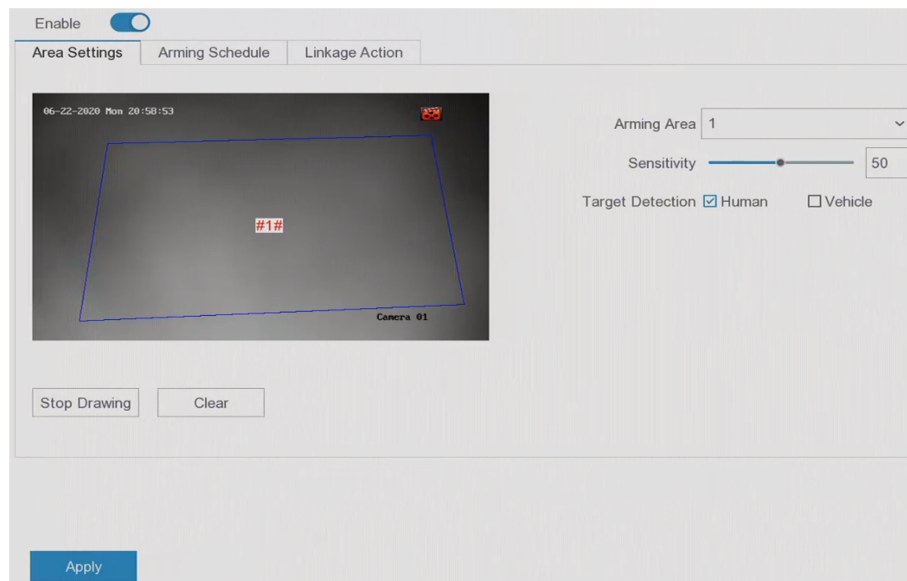 Enable
Area Settings
Arming Schedule
Linkage Action
06-22-2020 Mon 20:58:53
#1#
Camera 01
Arming Area 1
Sensitivity 50
Target Detection Human Vehicle
Stop Drawing
Clear
Apply